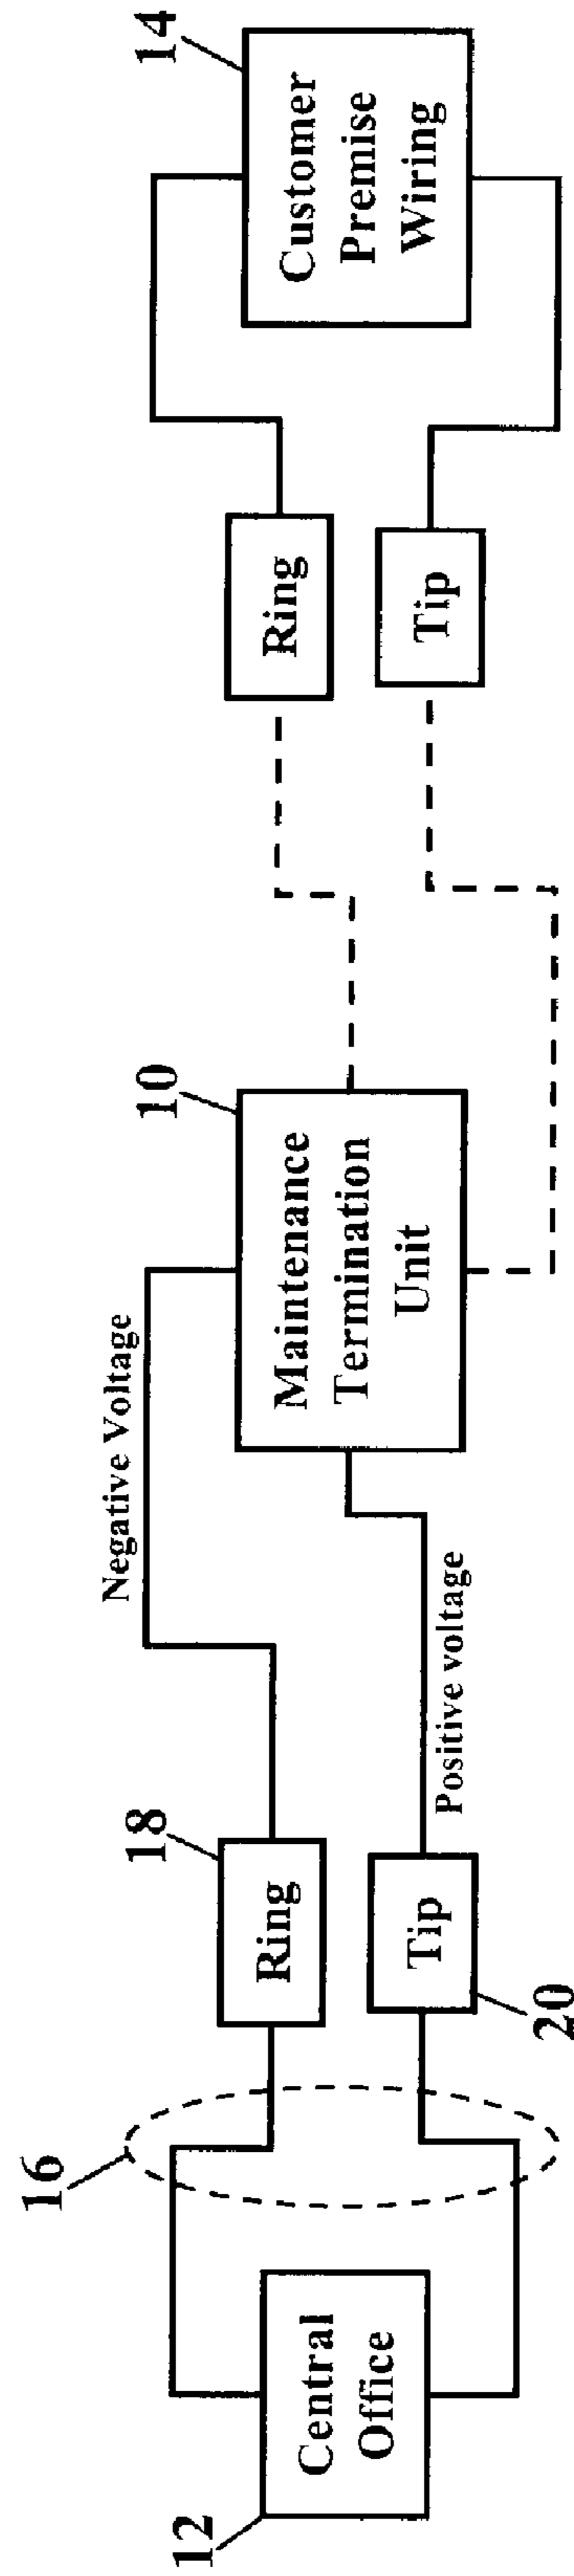 12
Central
Office
16
18
Ring
Tip
20
Negative Voltage
Positive voltage
10
Maintenance
Termination
Unit
Ring
Tip
14
Customer
Premise
Wiring